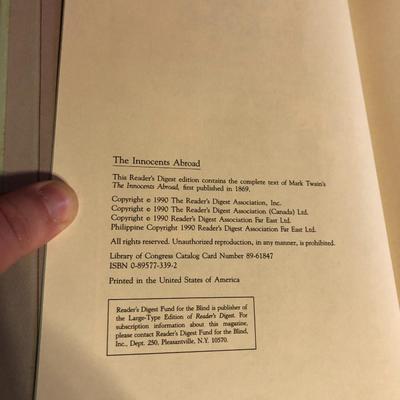 The Innocents Abroad
This Reader's Digest edition contains the complete text of Mark Twain's
The Innocents Abroad, first published in 1869.
Copyright © 1990 The Reader's Digest Association, Inc.
Copyright © 1990 The Reader's Digest Association (Canada) Ltd.
Copyright © 1990 Reader's Digest Association Far East Ltd.
Philippine Copyright 1990 Reader's Digest Association Far East Ltd.
All rights reserved. Unauthorized reproduction, in any manner, is prohibited.
Library of Congress Catalog Card Number 89-61847
ISBN 0-89577-339-2
Printed in the United States of America
Reader's Digest Fund for the Blind is publisher of
the Large-Type Edition of Reader's Digest. For
subscription information about this magazine,
please contact Reader's Digest Fund for the Blind,
Inc., Dept. 250, Pleasantville, N.Y. 10570.